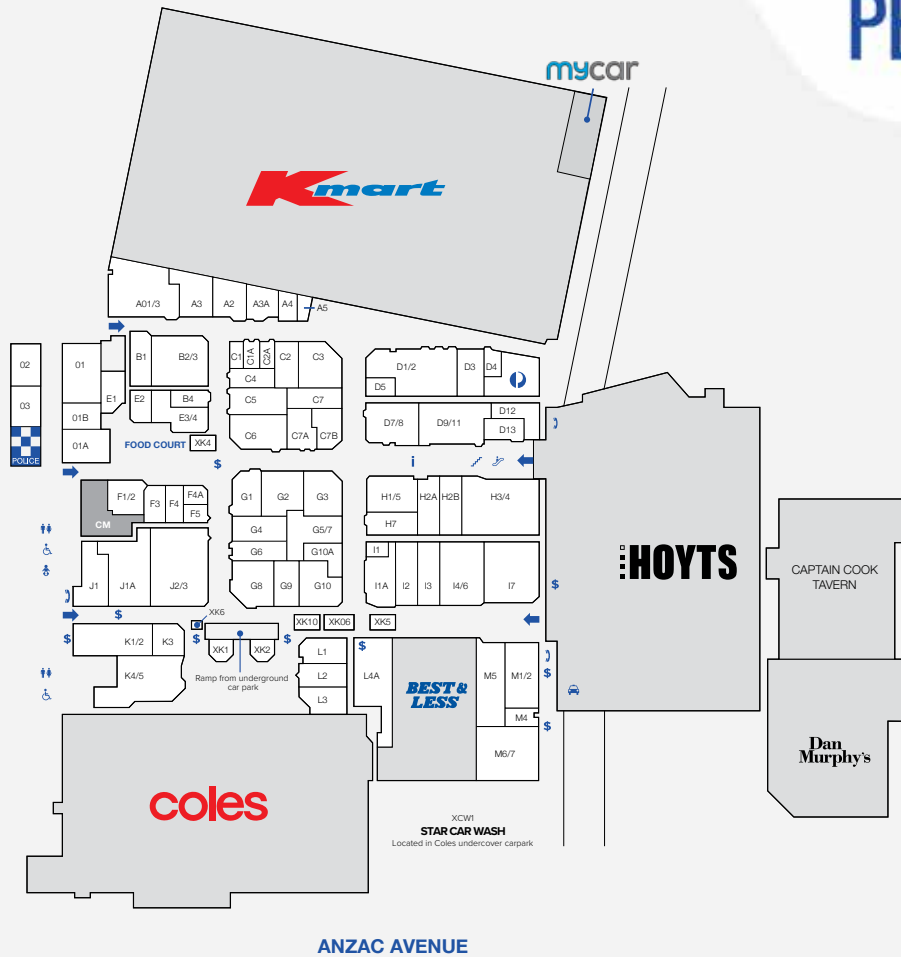 PE
mycar
Kmart
A01/3
A3
A2
A3A
A4
A5
02
01
B1
B2/3
C1
C1A
C2A
C2
C3
D1/2
D3
D4
C4
D5
03
E1
E2
B4
C5
C7
D12
01B
E3/4
D7/8
D9/11
D13
01A
FOOD COURT
XK4
C6
C7A
C7B
POLICE
$
i
F1/2
F3
F4
F4A
F5
G1
G2
G3
H1/5
H2A
H2B
H3/4
CM
G4
G5/7
H7
G6
G10A
I1
HOYTS
CAPTAIN COOK
TAVERN
J1
J1A
J2/3
G8
G9
G10
I1A
I2
I3
I4/6
I7
$
$
XK6
XK10
XK06
XK5
$
K1/2
K3
$
$
XK1
XK2
L1
$
K4/5
Ramp from underground
car park
L2
L4A
BEST &
LESS
M5
M1/2
$
L3
M4
$
M6/7
Dan
Murphy's
coles
XCW1
STAR CAR WASH
Located in Coles undercover carpark
ANZAC AVENUE